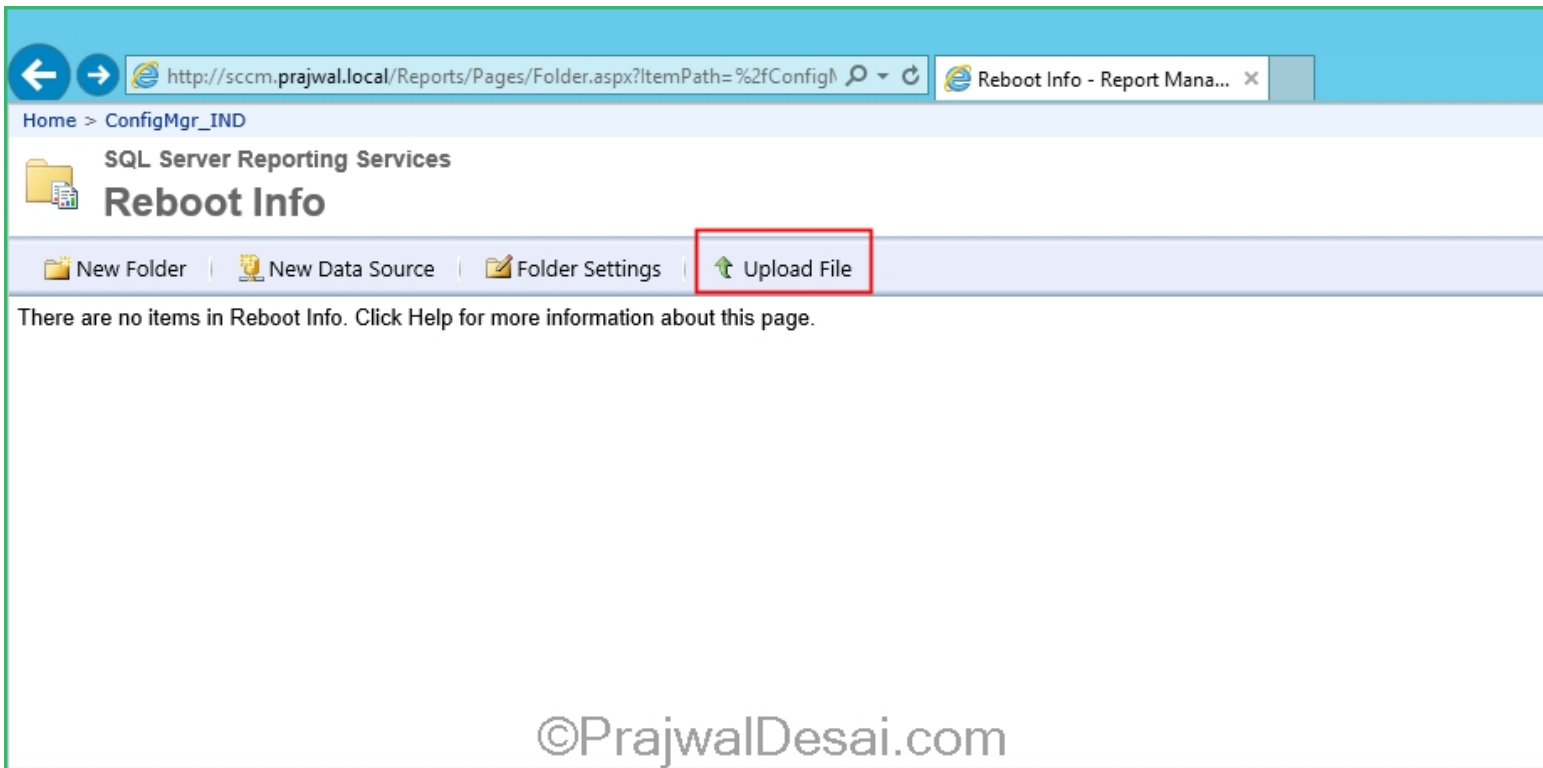 http://sccm.prajwal.local/Reports/Pages/Folder.aspx?ItemPath=%2fConfigM
Reboot Info - Report Mana...
Home > ConfigMgr_IND
SQL Server Reporting Services
Reboot Info
New Folder | New Data Source | Folder Settings | Upload File
There are no items in Reboot Info. Click Help for more information about this page.
©PrajwalDesai.com